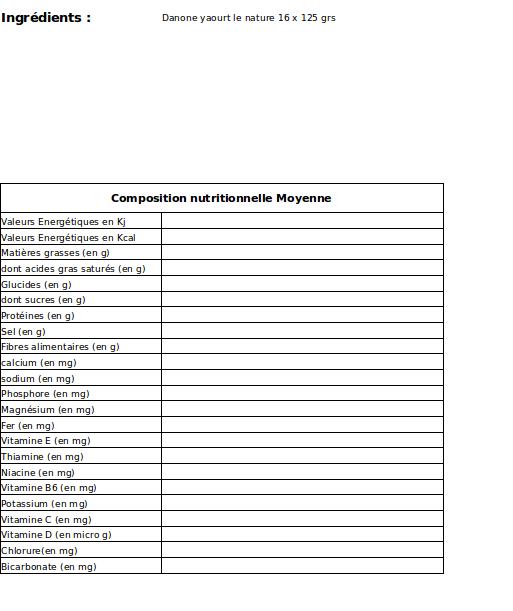 Ingrédients : Danone yaourt le nature 16 x 125 grs
Composition nutritionnelle Moyenne
Valeurs Energétiques en Kj
Valeurs Energétiques en Kcal
Matières grasses (en g)
dont acides gras saturés (en g)
Glucides (en g)
dont sucres (en g)
Protéines (en g)
Sel (en g)
Fibres alimentaires (en g)
calcium (en mg)
sodium (en mg)
Phosphore (en mg)
Magnésium (en mg)
Fer (en mg)
Vitamine E (en mg)
Thiamine (en mg)
Niacine (en mg)
Vitamine B6 (en mg)
Potassium (en mg)
Vitamine C (en mg)
Vitamine D (en micro g)
Chlorure(en mg)
Bicarbonate (en mg)